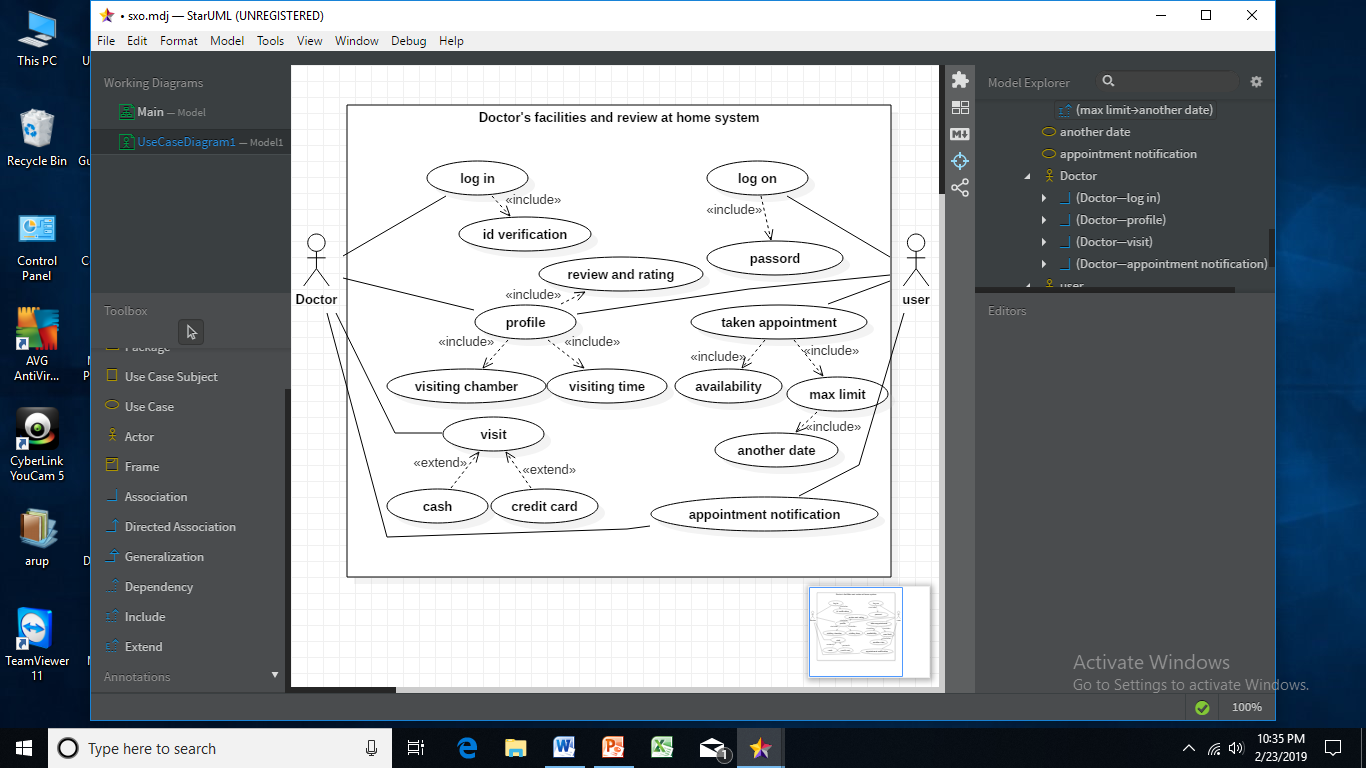 • sxo.mdj — StarUML (UNREGISTERED)
File Edit Format Model Tools View Window Debug Help
This PC
Recycle Bin
Control Panel
AVG AntiVir...
CyberLink YouCam 5
arup
TeamViewer 11
Working Diagrams
Main — Model
UseCaseDiagram1 — Model1
Toolbox
Package
Use Case Subject
Use Case
Actor
Frame
Association
Directed Association
Generalization
Dependency
Include
Extend
Annotations
Doctor's facilities and review at home system
log in
log on
«include»
«include»
id verification
passord
review and rating
Doctor
user
«include»
profile
taken appointment
«include»
«include»
«include»
«include»
visiting chamber
visiting time
availability
max limit
«include»
visit
another date
«extend»
«extend»
cash
credit card
appointment notification
M↓
Model Explorer
(max limit→another date)
another date
appointment notification
Doctor
(Doctor—log in)
(Doctor—profile)
(Doctor—visit)
(Doctor—appointment notification)
user
Editors
Activate Windows
Go to Settings to activate Windows.
100%
Type here to search
1
10:35 PM
2/23/2019